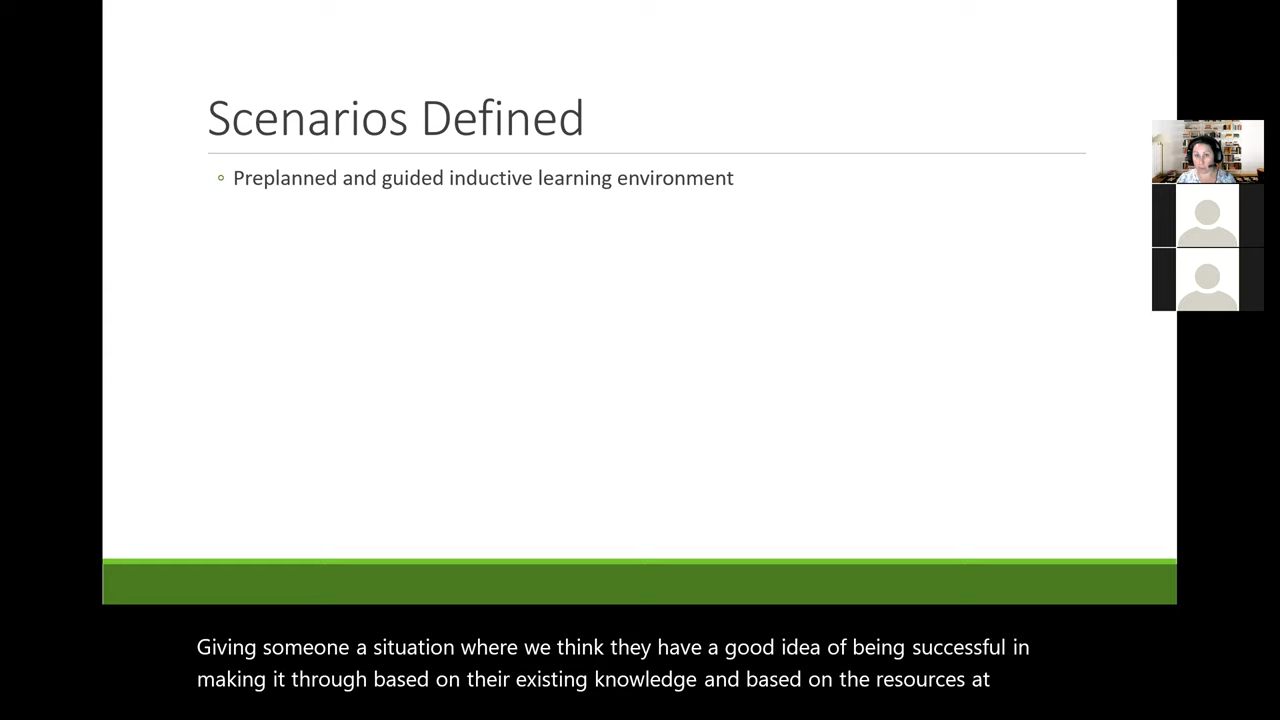 Scenarios Defined
Preplanned and guided inductive learning environment
Giving someone a situation where we think they have a good idea of being successful in
making it through based on their existing knowledge and based on the resources at